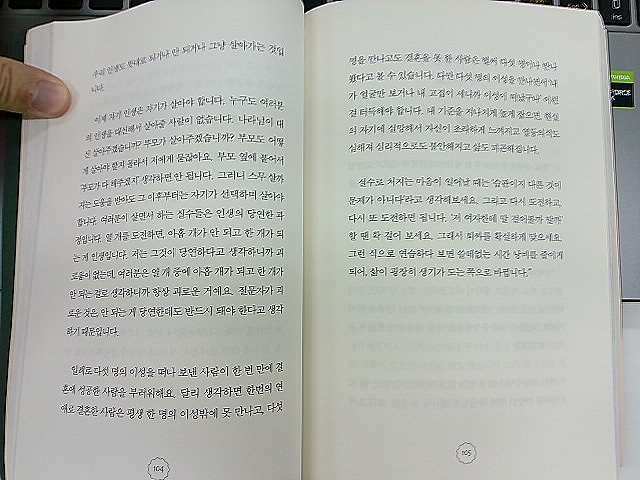 우리 인생도 뜻대로 되거나 안 되거나 그냥 살아가는 것입
니다.
이제 자기 인생은 자기가 살아야 합니다. 누구도 여러분
의 인생을 대신해서 살아줄 사람이 없습니다. 나라님이 대
신 살아주겠습니까? 부모가 살아주겠습니까? 부모도 어떻
게 살아야 할지 몰라서 저에게 묻잖아요. 부모 옆에 붙어서
'부모가 다 해주겠지' 생각하면 안 됩니다. 그러니 스무 살까
지는 도움을 받아도 그 이후부터는 자기가 선택하며 살아야
합니다. 여러분이 살면서 하는 실수들은 인생의 당연한 과
정입니다. 열 개를 도전하면, 아홉 개가 안 되고 한 개가 되
는 게 인생입니다. 저는 그것이 당연하다고 생각하니까 괴
로움이 없는데, 여러분은 열 개 중에 아홉 개가 되고 한 개가
안 되는 걸로 생각하니까 항상 괴로운 거예요. 질문자가 괴
로운 것은 안 되는 게 당연한데도 반드시 돼야 한다고 생각
하기 때문입니다.
일례로 다섯 명의 이성을 떠나 보낸 사람이 한 번 만에 결
혼에 성공한 사람을 부러워해요. 달리 생각하면 한번의 연
애로 결혼한 사람은 평생 한 명의 이성밖에 못 만나고, 다섯
104
명을 만나고도 결혼을 못 한 사람은 벌써 다섯 명이나 만나
봤다고 볼 수 있습니다. 다만 다섯 명의 이성을 만나면서 '내
가 얼굴만 보거나 내 고집이 세니까 이성이 떠났구나' 이런
걸 터득해야 합니다. 내 기준을 지나치게 높게 잡으면, 현실
의 자기에 실망해서 자신이 초라하게 느껴지고 열등의식도
심해져 심리적으로도 불안해지고 삶도 피곤해집니다.
실수로 처지는 마음이 일어났을 때는 '습관이지 다른 것이
문제가 아니다'라고 생각해보세요. 그리고 다시 도전하고,
다시 또 도전하면 됩니다. '저 여자한테 말 걸어볼까 말까'
할 땐 확 걸어 보세요. 그래서 퇴짜를 확실하게 맞으세요.
그런 식으로 연습하다 보면 쓸데없는 시간 낭비를 줄이게
되어, 삶이 굉장히 생기가 도는 쪽으로 바뀝니다."
105